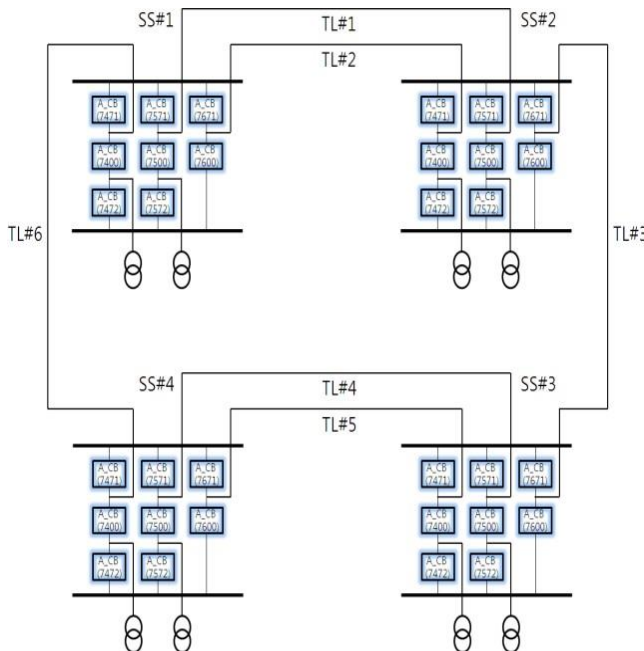 SS#1 TL#1 SS#2
TL#2
A_CB (7471) A_CB (7571) A_CB (7671)
A_CB (7400) A_CB (7500) A_CB (7600)
A_CB (7472) A_CB (7572)
A_CB (7471) A_CB (7571) A_CB (7671)
A_CB (7400) A_CB (7500) A_CB (7600)
A_CB (7472) A_CB (7572)
TL#6
TL#3
SS#4 TL#4 SS#3
TL#5
A_CB (7471) A_CB (7571) A_CB (7671)
A_CB (7400) A_CB (7500) A_CB (7600)
A_CB (7472) A_CB (7572)
A_CB (7471) A_CB (7571) A_CB (7671)
A_CB (7400) A_CB (7500) A_CB (7600)
A_CB (7472) A_CB (7572)